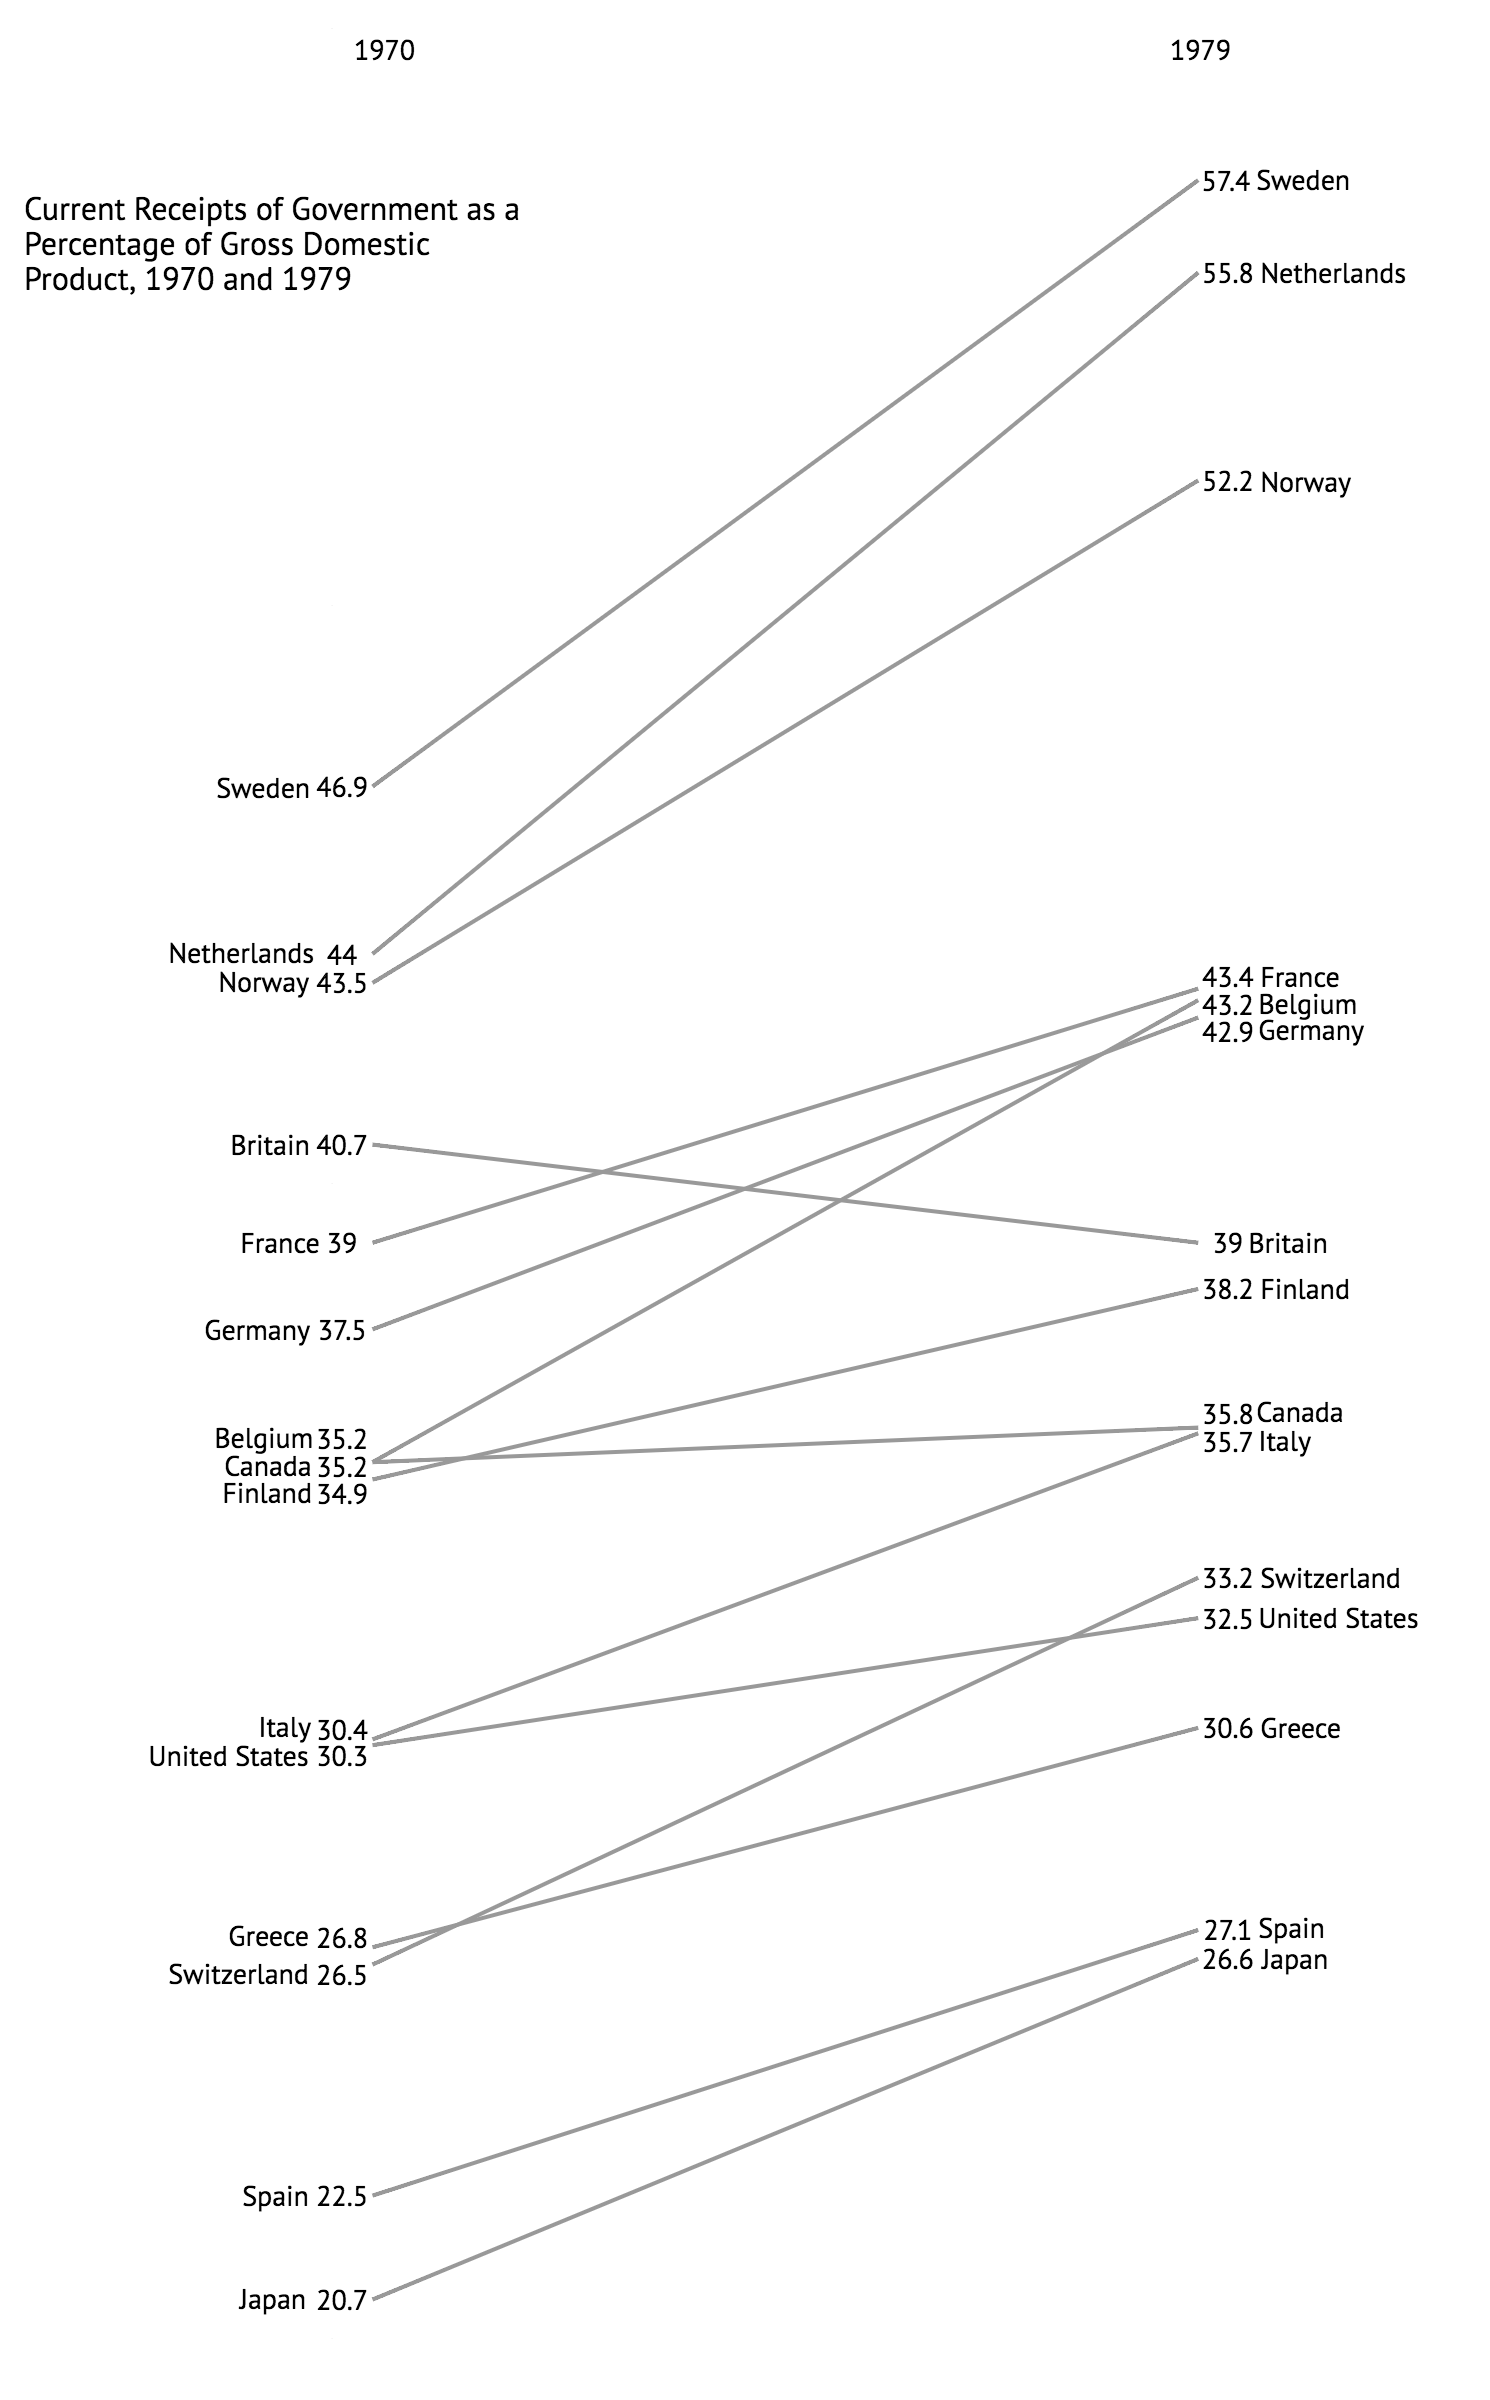 1970
1979
Current Receipts of Government as a
Percentage of Gross Domestic
Product, 1970 and 1979
57.4 Sweden
55.8 Netherlands
52.2 Norway
Sweden 46.9
Netherlands 44
Norway 43.5
43.4 France
43.2 Belgium
42.9 Germany
Britain 40.7
France 39
39 Britain
38.2 Finland
Germany 37.5
35.8 Canada
35.7 Italy
Belgium 35.2
Canada 35.2
Finland 34.9
33.2 Switzerland
32.5 United States
Italy 30.4
United States 30.3
30.6 Greece
Greece 26.8
Switzerland 26.5
27.1 Spain
26.6 Japan
Spain 22.5
Japan 20.7